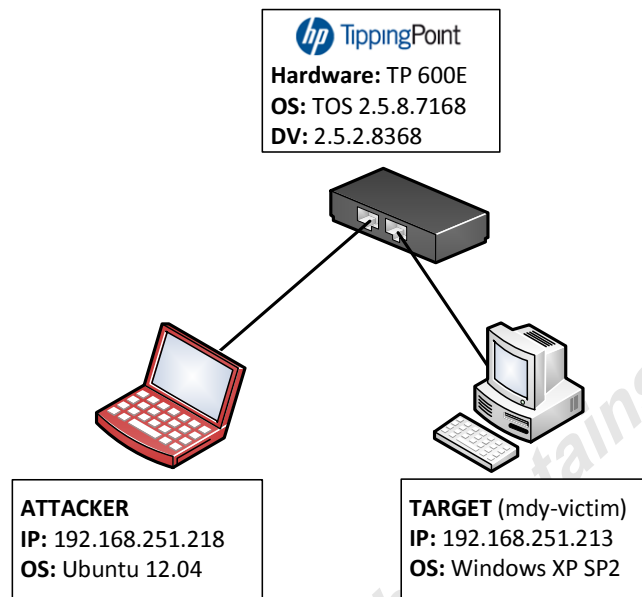 hp TippingPoint
Hardware: TP 600E
OS: TOS 2.5.8.7168
DV: 2.5.2.8368
ATTACKER
IP: 192.168.251.218
OS: Ubuntu 12.04
TARGET (mdy-victim)
IP: 192.168.251.213
OS: Windows XP SP2